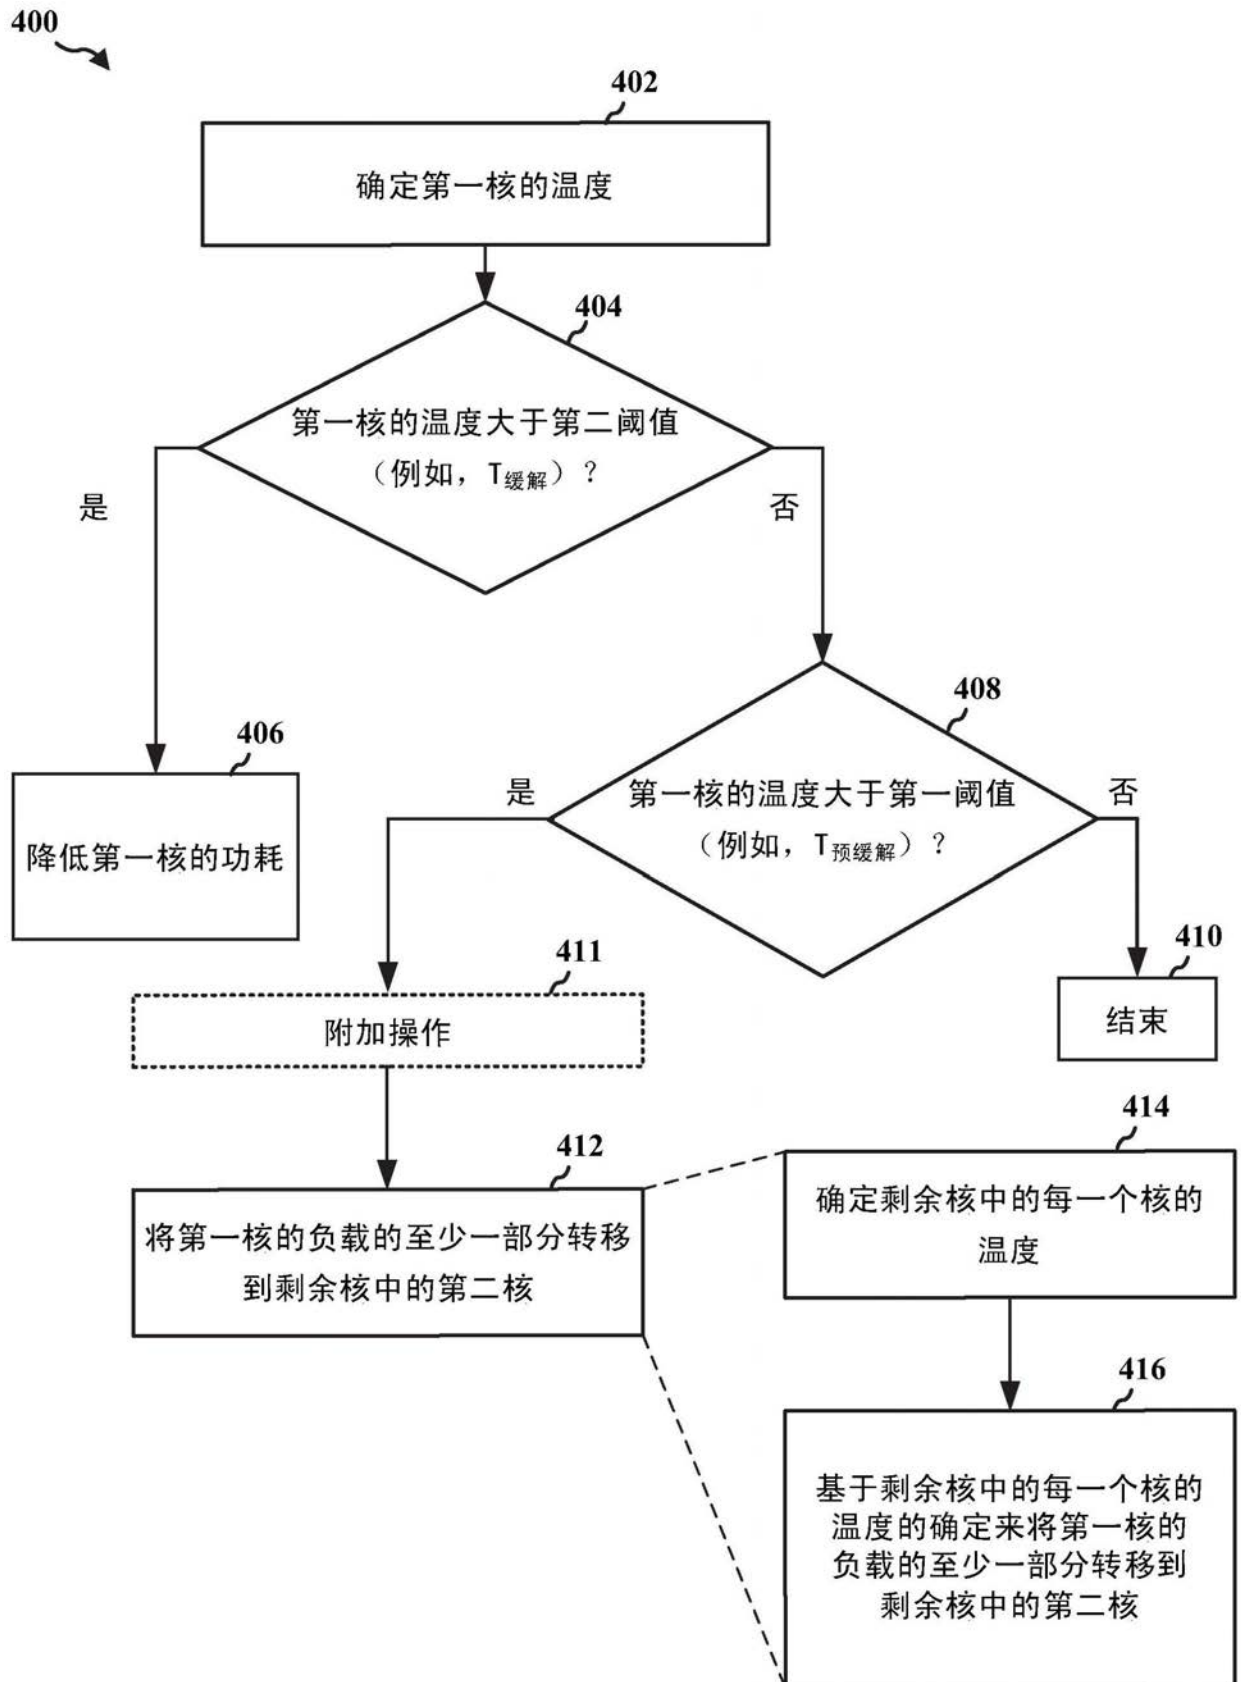 400
402
确定第一核的温度
404
第一核的温度大于第二阈值
（例如，T缓解）？
是
否
406
降低第一核的功耗
408
是
第一核的温度大于第一阈值
（例如，T预缓解）？
否
411
附加操作
410
结束
412
将第一核的负载的至少一部分转移
到剩余核中的第二核
414
确定剩余核中的每一个核的
温度
416
基于剩余核中的每一个核的
温度的确定来将第一核的
负载的至少一部分转移到
剩余核中的第二核